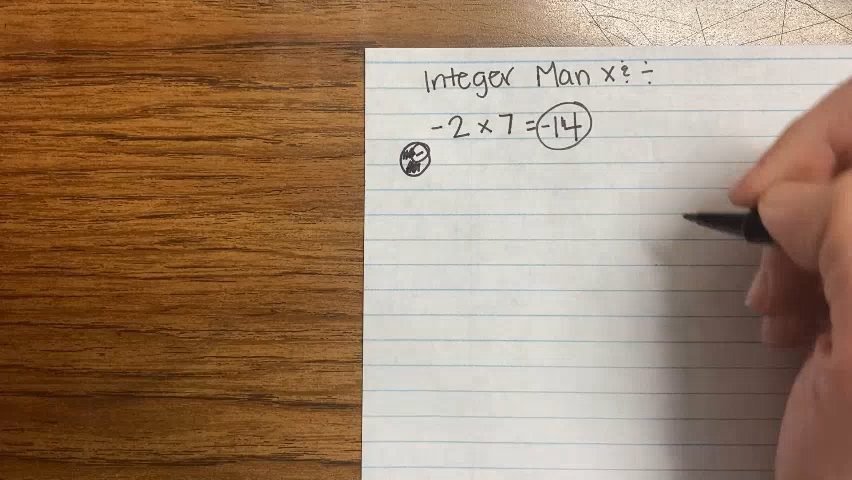 Integer Man x & ÷
-2 x 7 = -14